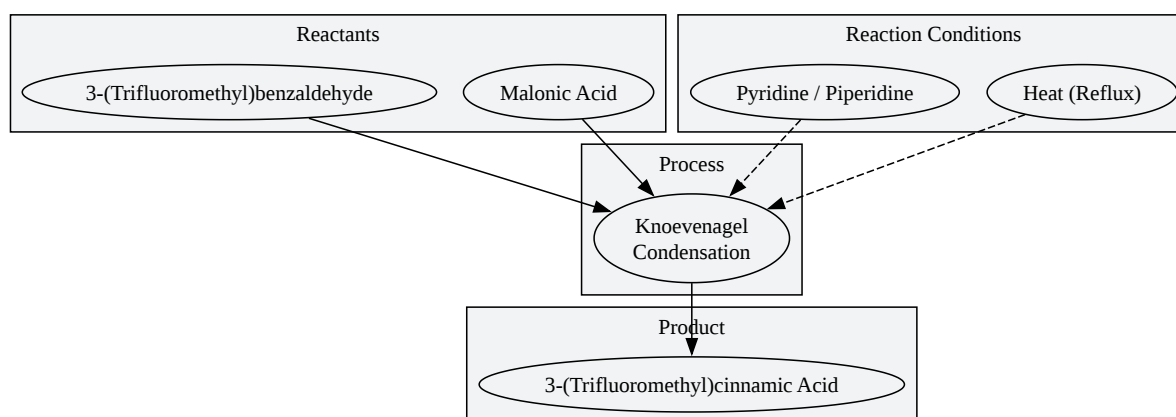 Reactants
Reaction Conditions
3-(Trifluoromethyl)benzaldehyde
Malonic Acid
Pyridine / Piperidine
Heat (Reflux)
Process
Knoevenagel
Condensation
Product
3-(Trifluoromethyl)cinnamic Acid